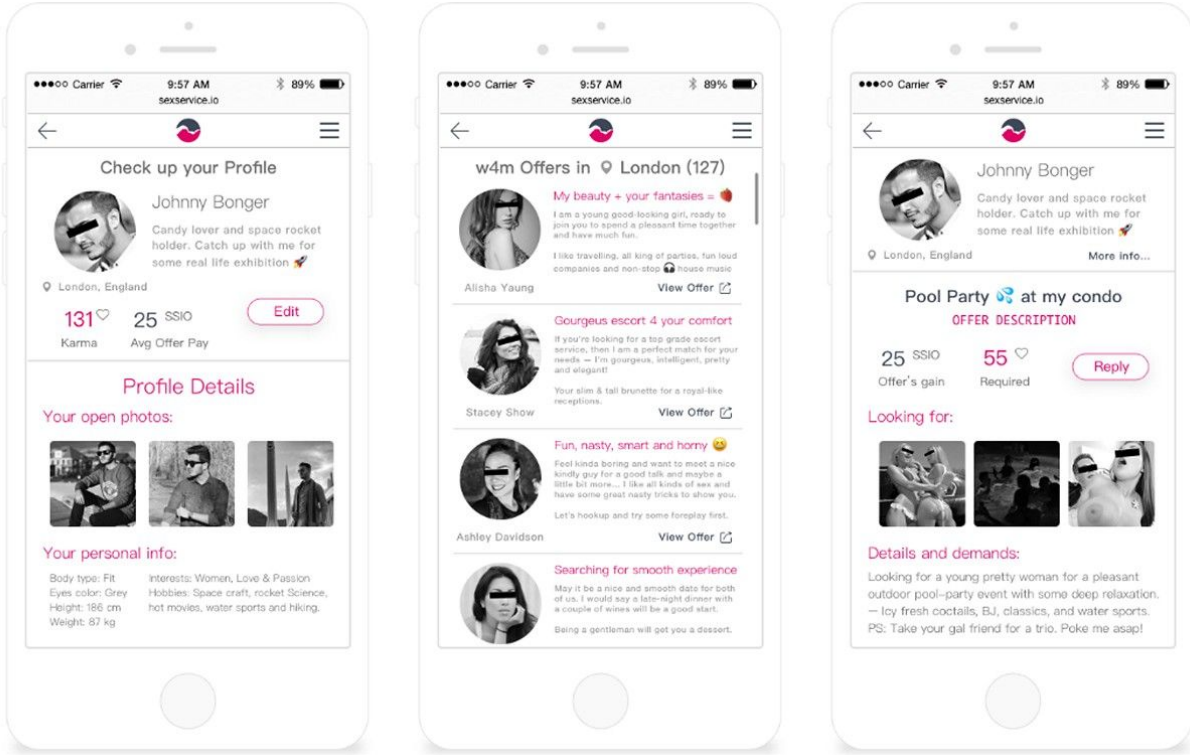 ●●●○○ Carrier 9:57 AM 89%
sexservice.io
Check up your Profile
Johnny Bonger
Candy lover and space rocket
holder. Catch up with me for
some real life exhibition 🚀
London, England
131♡ 25 SSIO
Karma Avg Offer Pay
Edit
Profile Details
Your open photos:
Your personal info:
Body type: Fit
Eyes color: Grey
Height: 186 cm
Weight: 87 kg
Interests: Women, Love & Passion
Hobbies: Space craft, rocket Science,
hot movies, water sports and hiking.
●●●○○ Carrier 9:57 AM 89%
sexservice.io
w4m Offers in London (127)
My beauty + your fantasies = 🍓
I am a young good-looking girl, ready to
join you to spend a pleasant time together
and have much fun.
I like travelling, all king of partiss, fun loud
companies and non-stop 🎧 house music
Alisha Yaung
View Offer
Gourgeus escort 4 your comfort
If you're looking for a top grade escort
service, then I am a perfect match for your
needs — I'm gourgeus, intelligent, pretty
and elegant!
Your slim & tall brunette for a royal-like
receptions.
Stacey Show
View Offer
Fun, nasty, smart and horny 😄
Feel kinda boring and want to meet a nice
kindly guy for a good talk and maybe a
little bit more... I like all kinds of sex and
have some great nasty tricks to show you.
Let's hookup and try some foreplay first.
Ashley Davidson
View Offer
Searching for smooth experience
May it be a nice and smooth date for both
of us. I would say a late-night dinner with
a couple of wines will be a good start.
Being a gentleman will get you a dessert.
●●●○○ Carrier 9:57 AM 89%
sexservice.io
Johnny Bonger
Candy lover and space rocket
holder. Catch up with me for
some real life exhibition 🚀
London, England
More info...
Pool Party 💦 at my condo
OFFER DESCRIPTION
25 SSIO 55 ♡
Offer's gain Required
Reply
Looking for:
Details and demands:
Looking for a young pretty woman for a pleasant
outdoor pool-party event with some deep relaxation.
— Icy fresh coctails, BJ, classics, and water sports.
PS: Take your gal friend for a trio. Poke me asap!